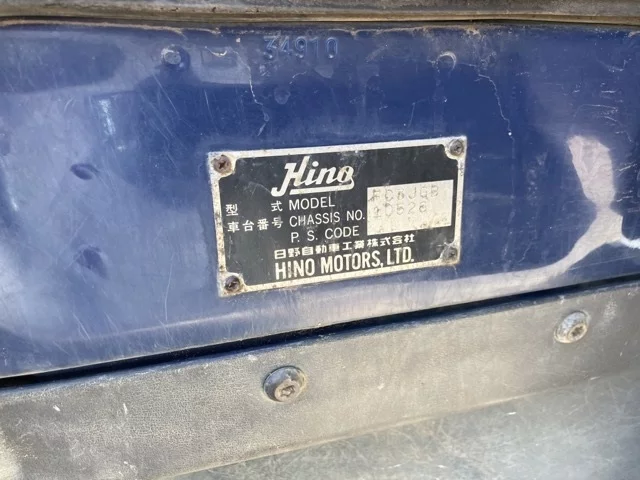 34910
Hino
型 式 MODEL
車台番号 CHASSIS NO. 10526
P. S. CODE
日野自動車工業株式会社
HINO MOTORS, LTD.